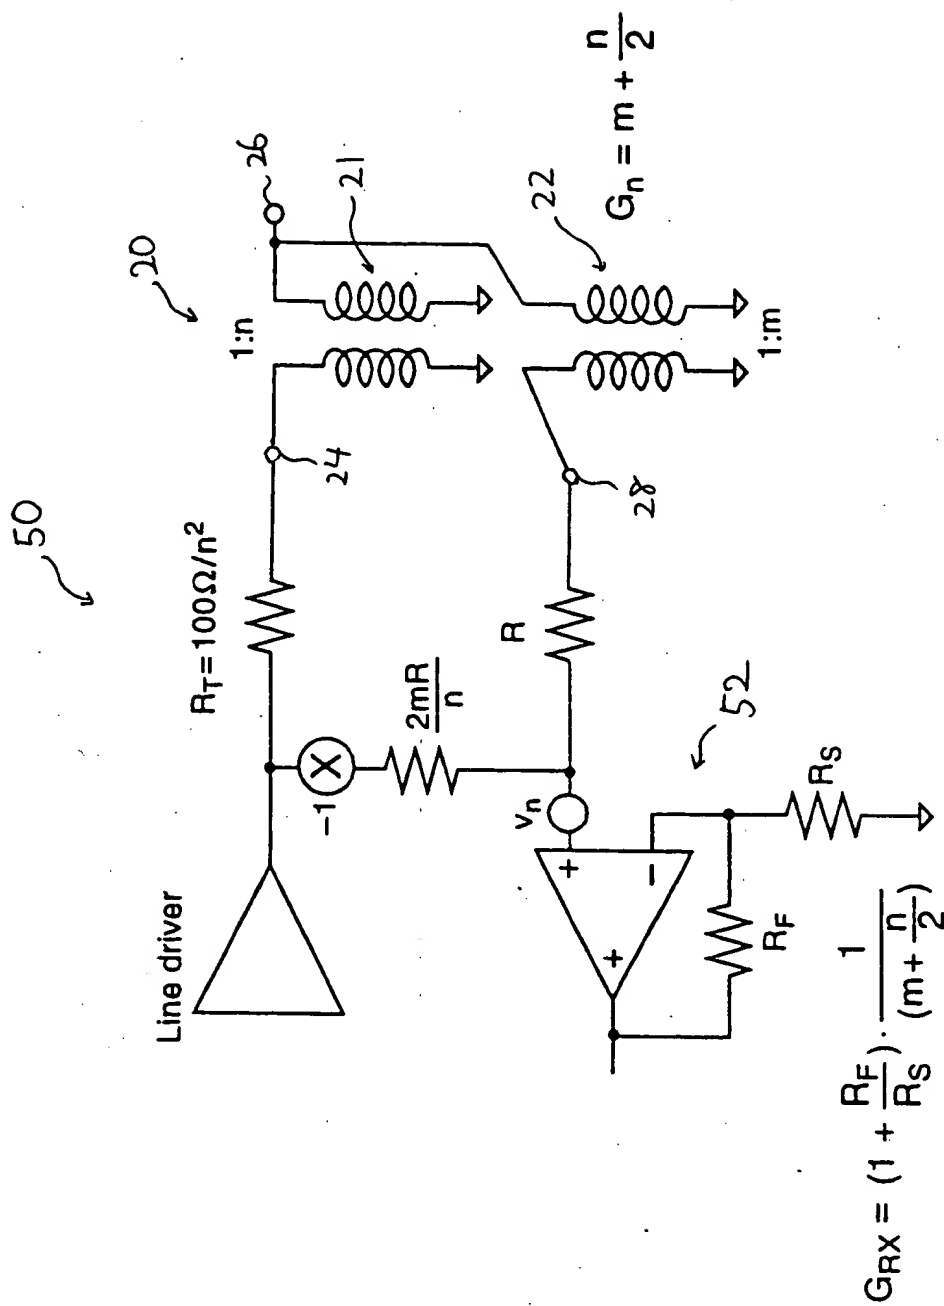 50
20
26
1:n
21
R_T = 100Ω/n²
24
Line driver
−1
X
2mR/n
R
28
22
1:m
G_n = m + n/2
v_n
+
−
+
52
R_F
R_S
G_RX = (1 + R_F/R_S) · 1/(m + n/2)